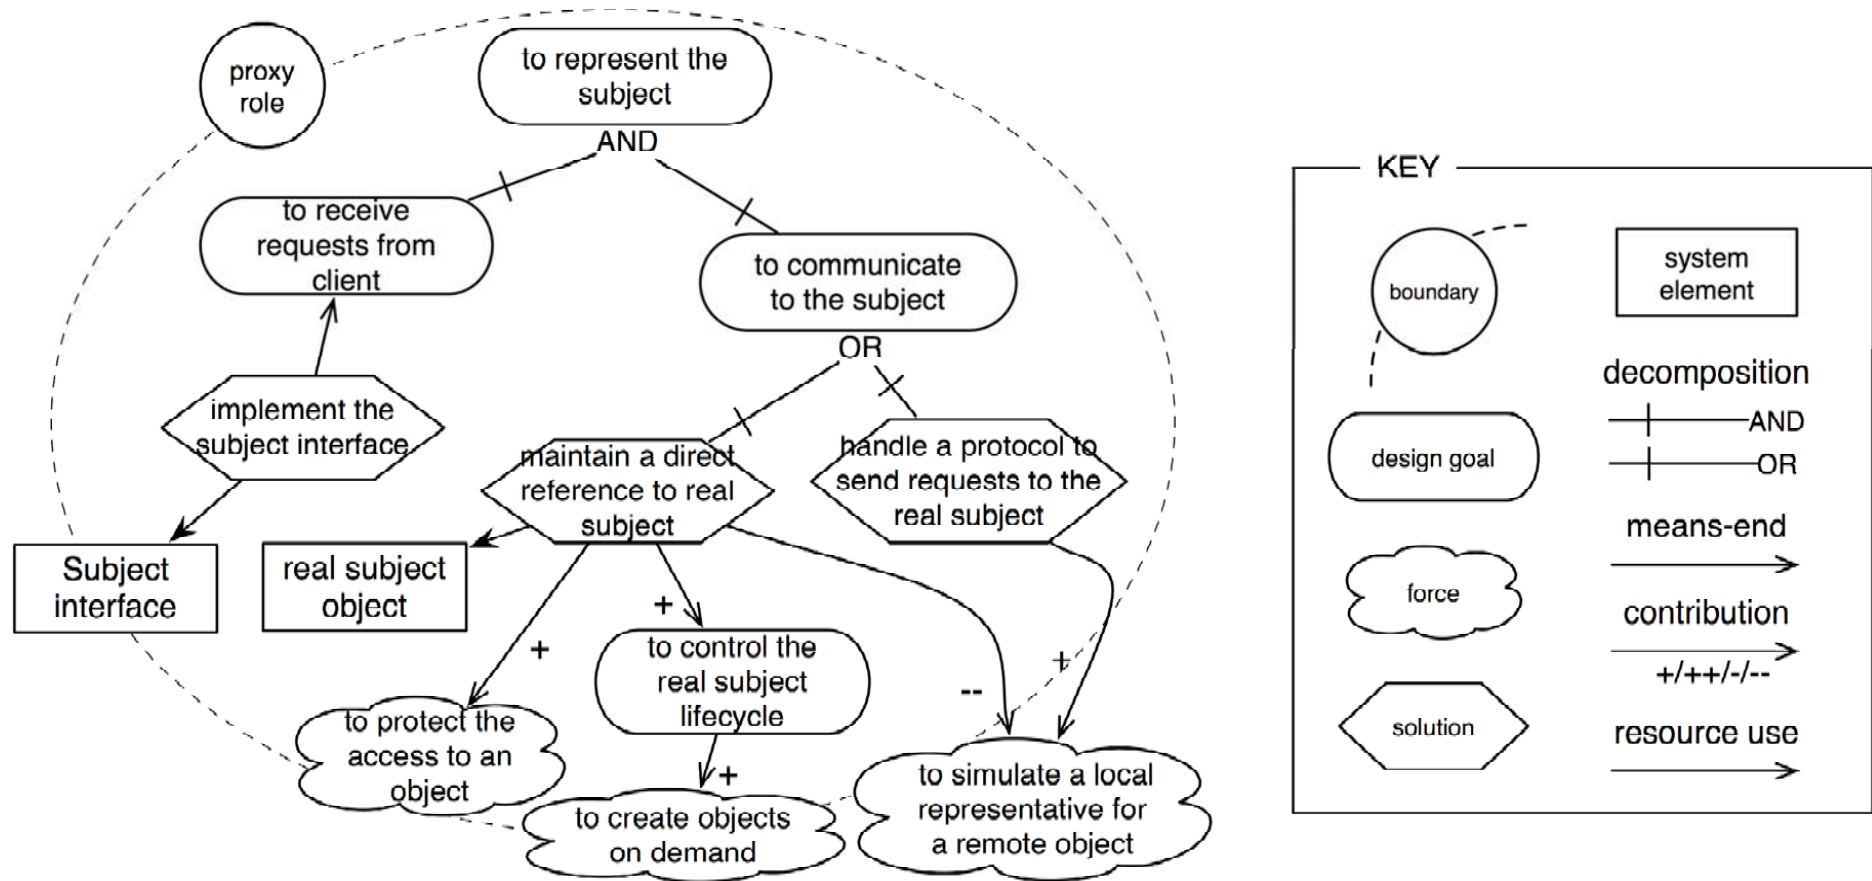 proxy
role
to represent the
subject
AND
to receive
requests from
client
to communicate
to the subject
OR
implement the
subject interface
maintain a direct
reference to real
subject
handle a protocol to
send requests to the
real subject
Subject
interface
real subject
object
+
+
to control the
real subject
lifecycle
--
+
to protect the
access to an
object
+
to create objects
on demand
to simulate a local
representative for
a remote object
KEY
boundary
system
element
decomposition
AND
OR
design goal
means-end
force
contribution
+/++/-/--
solution
resource use